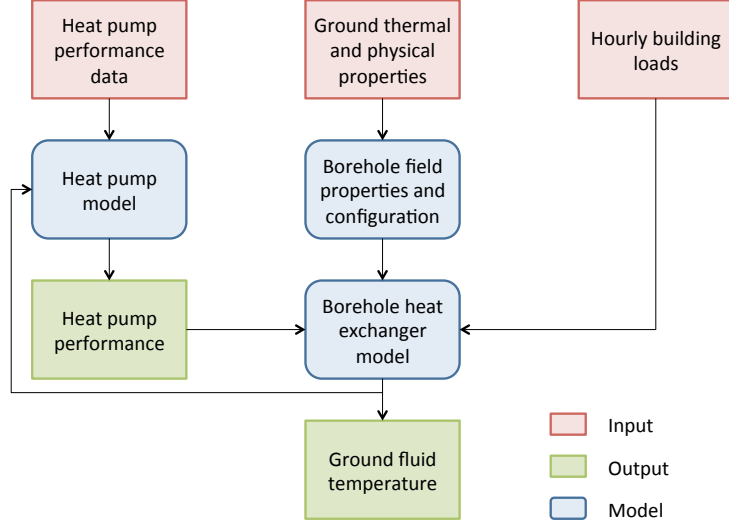 Heat pump
performance
data
Ground thermal
and physical
properties
Hourly building
loads
Heat pump
model
Borehole field
properties and
configuration
Heat pump
performance
Borehole heat
exchanger
model
Ground fluid
temperature
Input
Output
Model